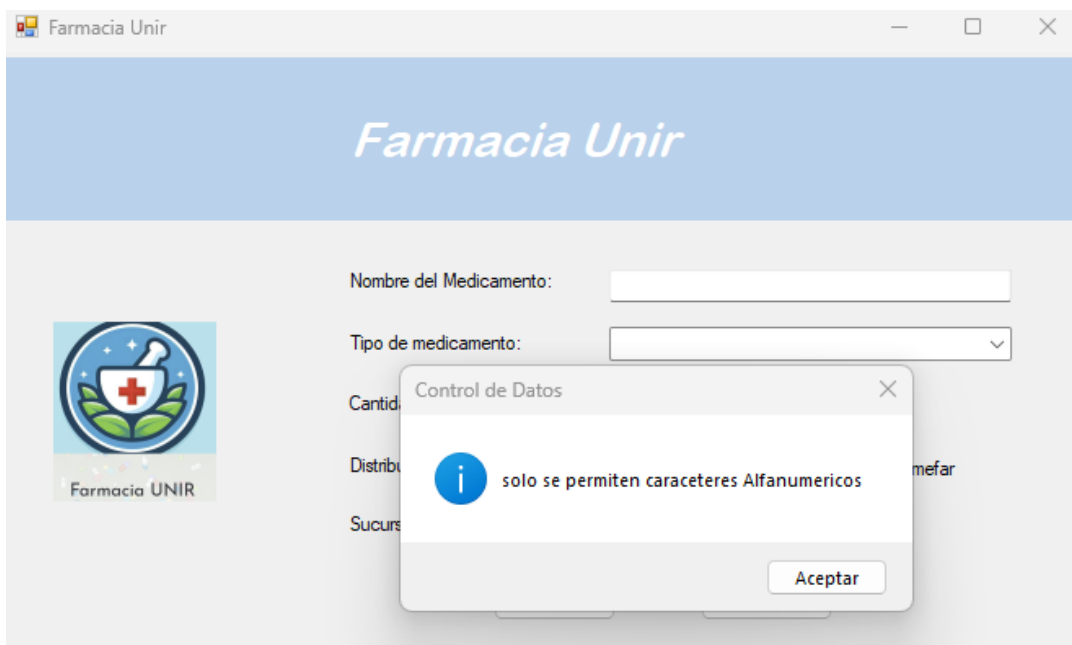 Farmacia Unir
Farmacia Unir
Nombre del Medicamento:
Tipo de medicamento:
Control de Datos
solo se permiten caraceteres Alfanumericos
Aceptar
Farmacia UNIR